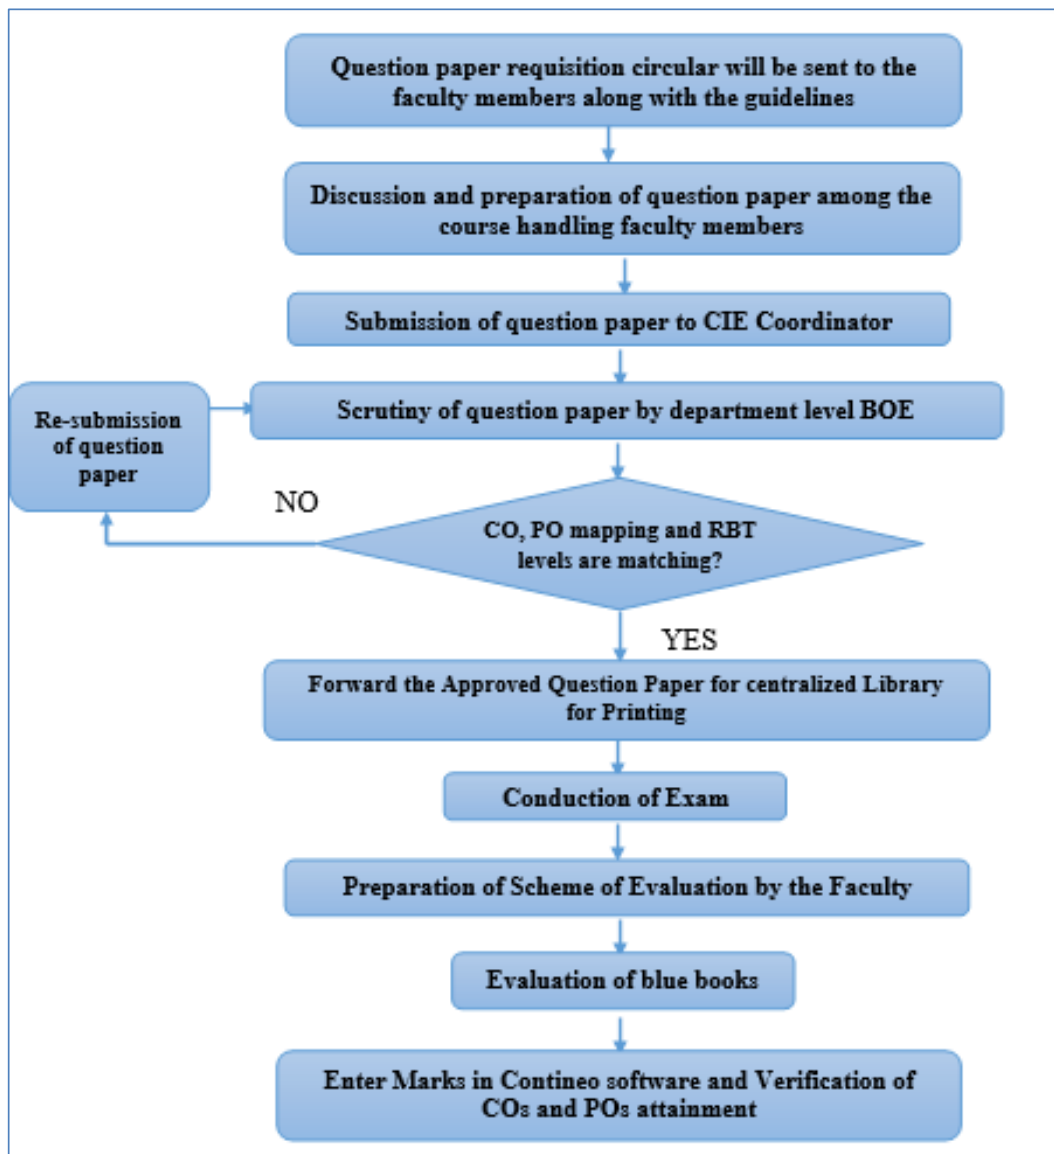 Question paper requisition circular will be sent to the
faculty members along with the guidelines
Discussion and preparation of question paper among the
course handling faculty members
Submission of question paper to CIE Coordinator
Re-submission
of question
paper
Scrutiny of question paper by department level BOE
NO
CO, PO mapping and RBT
levels are matching?
YES
Forward the Approved Question Paper for centralized Library
for Printing
Conduction of Exam
Preparation of Scheme of Evaluation by the Faculty
Evaluation of blue books
Enter Marks in Contineo software and Verification of
COs and POs attainment